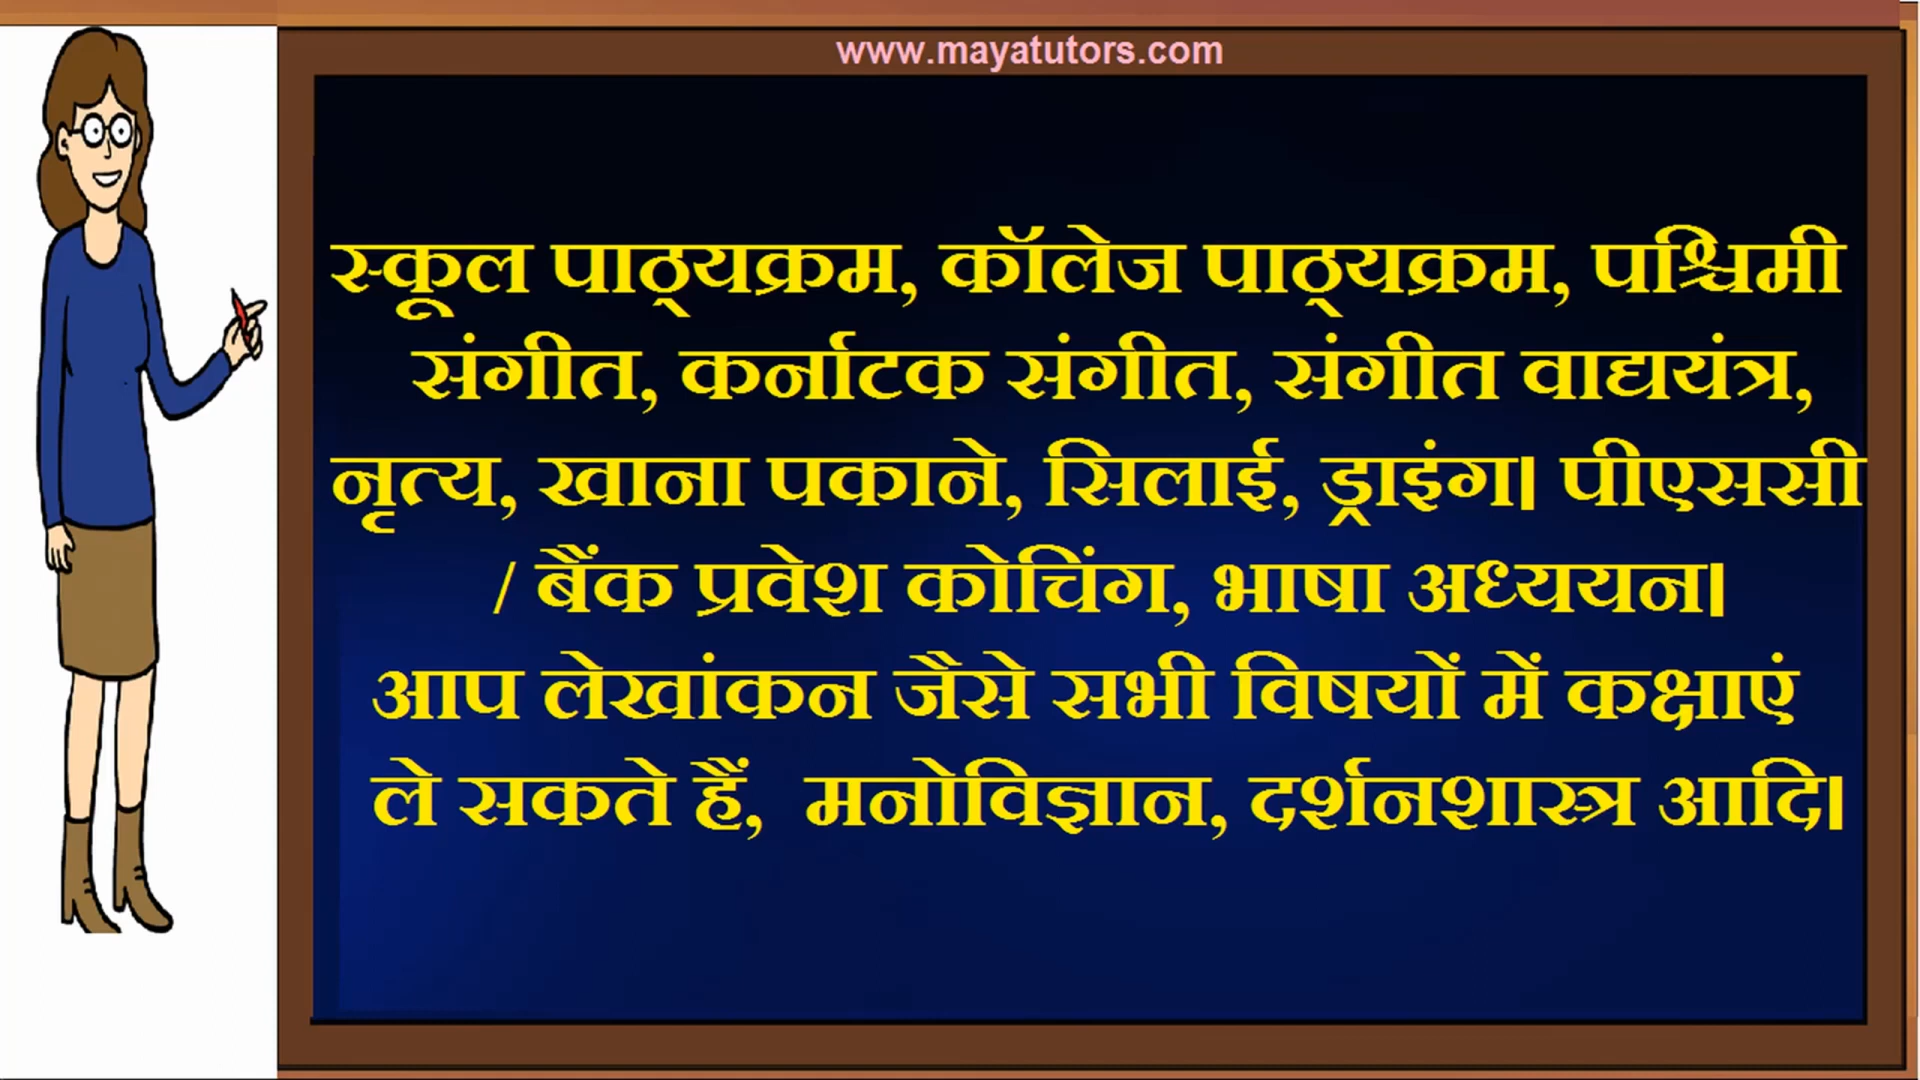 www.mayatutors.com
स्कूल पाठ्यक्रम, कॉलेज पाठ्यक्रम, पश्चिमी
संगीत, कर्नाटक संगीत, संगीत वाद्ययंत्र,
नृत्य, खाना पकाने, सिलाई, ड्राइंग। पीएससी
/ बैंक प्रवेश कोचिंग, भाषा अध्ययन।
आप लेखांकन जैसे सभी विषयों में कक्षाएं
ले सकते हैं, मनोविज्ञान, दर्शनशास्त्र आदि।